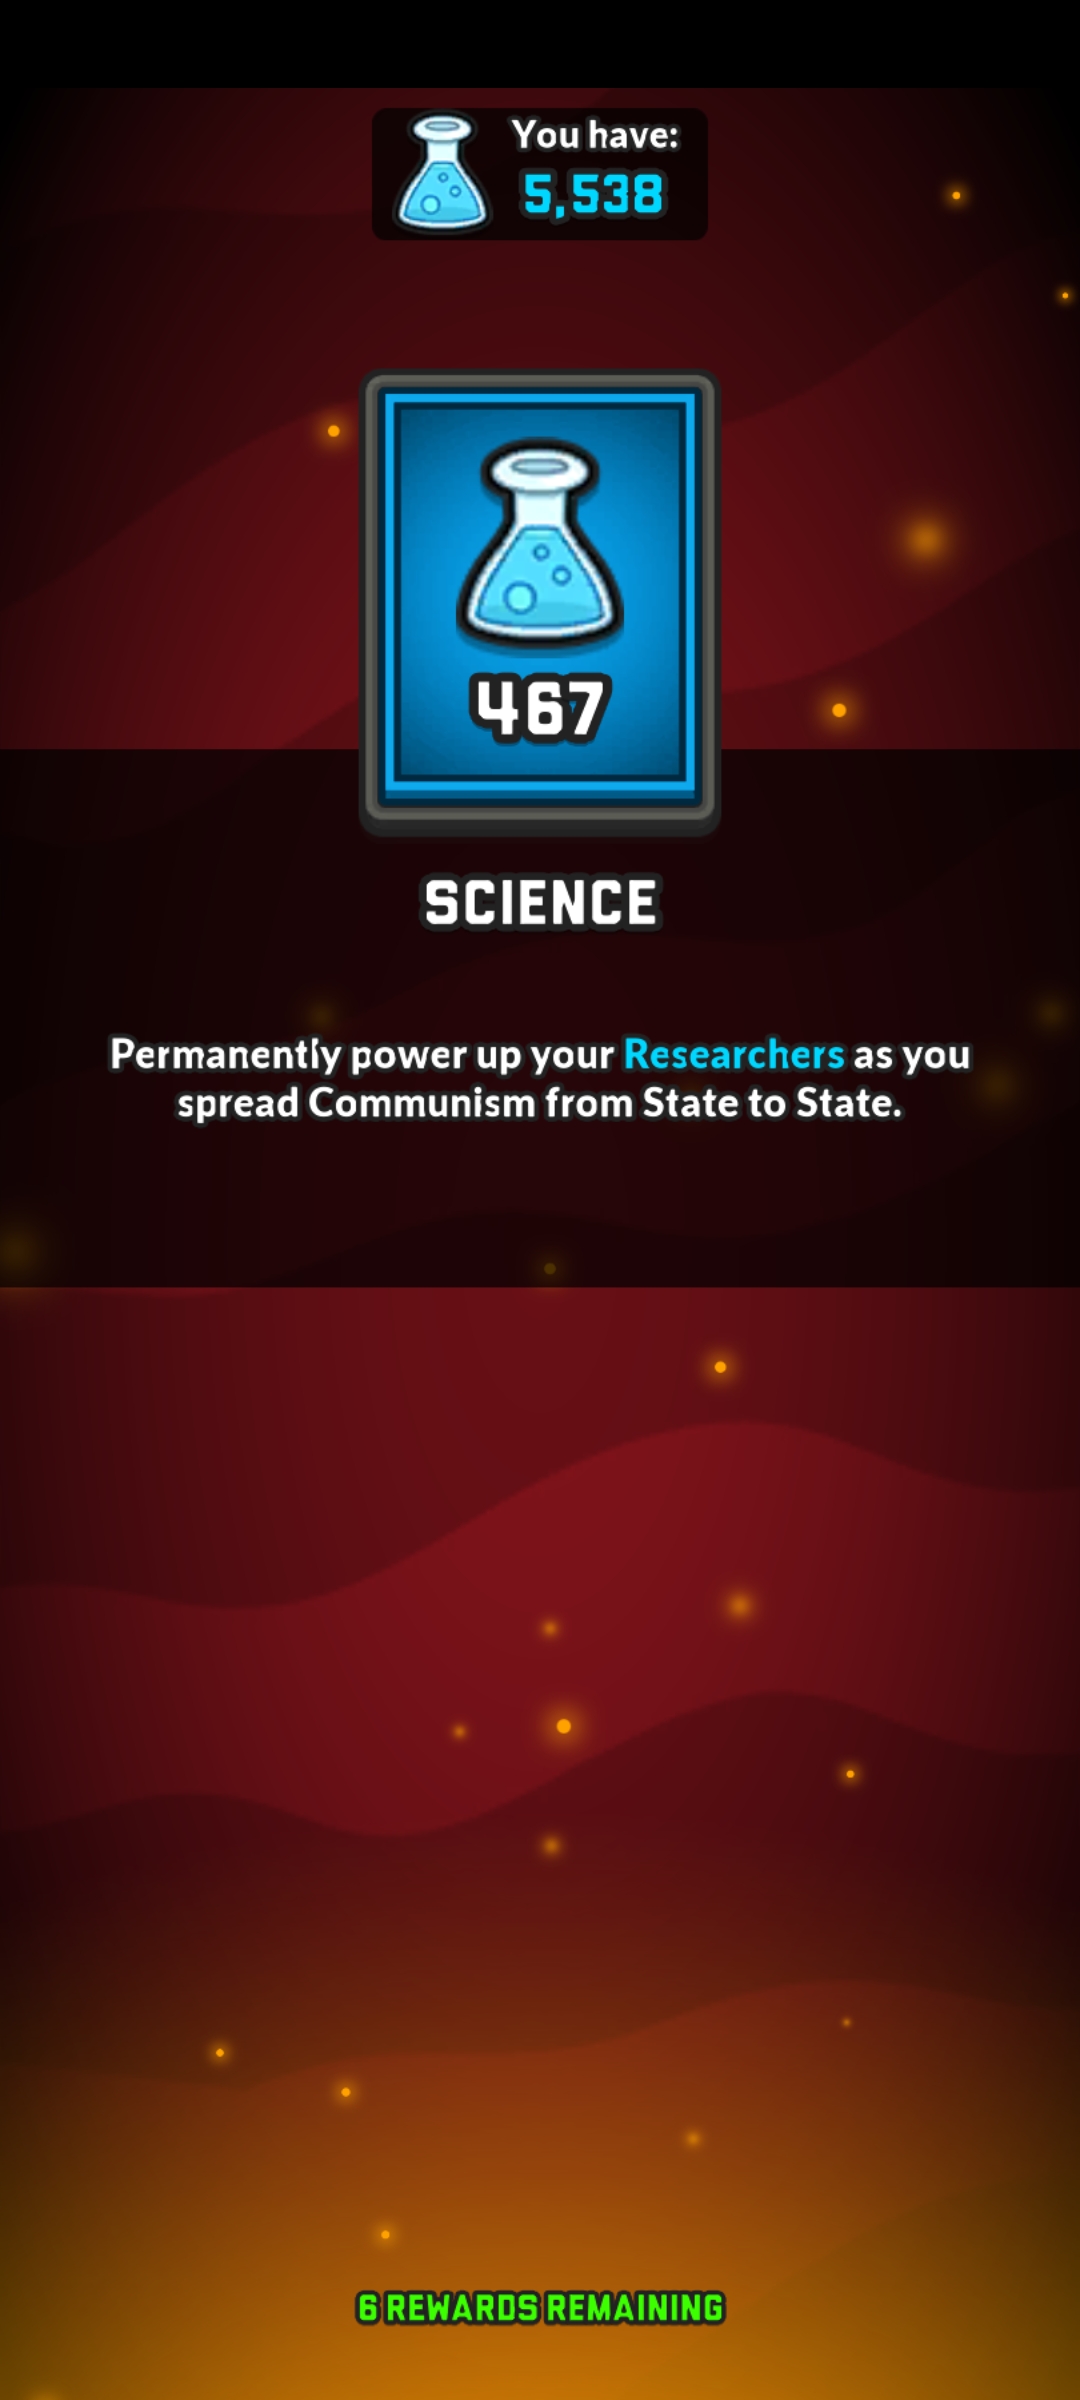 You have:
5,538
467
SCIENCE
Permanently power up your Researchers as you
spread Communism from State to State.
6 REWARDS REMAINING